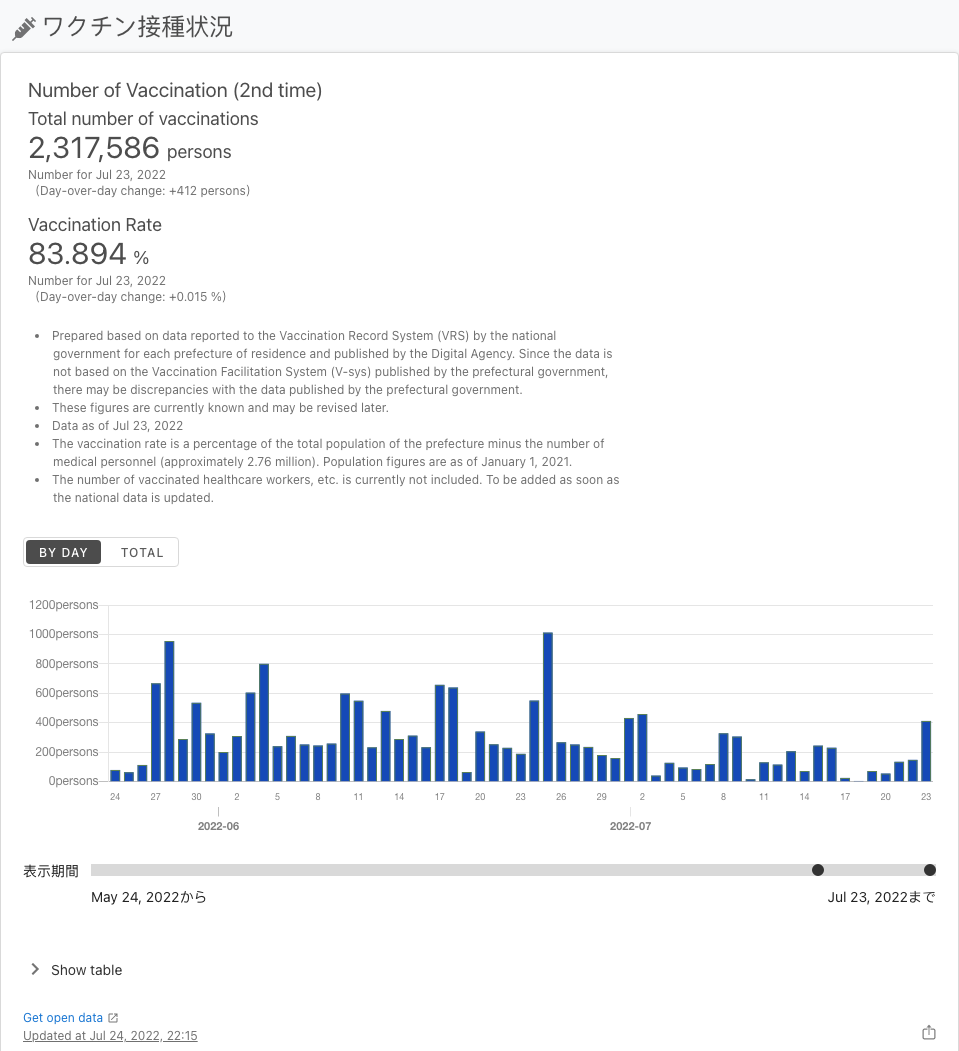 ワクチン接種状況
Number of Vaccination (2nd time)
Total number of vaccinations
2,317,586 persons
Number for Jul 23, 2022
(Day-over-day change: +412 persons)
Vaccination Rate
83.894 %
Number for Jul 23, 2022
(Day-over-day change: +0.015 %)
• Prepared based on data reported to the Vaccination Record System (VRS) by the national
government for each prefecture of residence and published by the Digital Agency. Since the data is
not based on the Vaccination Facilitation System (V-sys) published by the prefectural government,
there may be discrepancies with the data published by the prefectural government.
• These figures are currently known and may be revised later.
• Data as of Jul 23, 2022
• The vaccination rate is a percentage of the total population of the prefecture minus the number of
medical personnel (approximately 2.76 million). Population figures are as of January 1, 2021.
• The number of vaccinated healthcare workers, etc. is currently not included. To be added as soon as
the national data is updated.
BY DAY TOTAL
1200persons
1000persons
800persons
600persons
400persons
200persons
0persons
24 27 30 2 5 8 11 14 17 20 23 26 29 2 5 8 11 14 17 20 23
2022-06 2022-07
表示期間
May 24, 2022から Jul 23, 2022まで
Show table
Get open data
Updated at Jul 24, 2022, 22:15